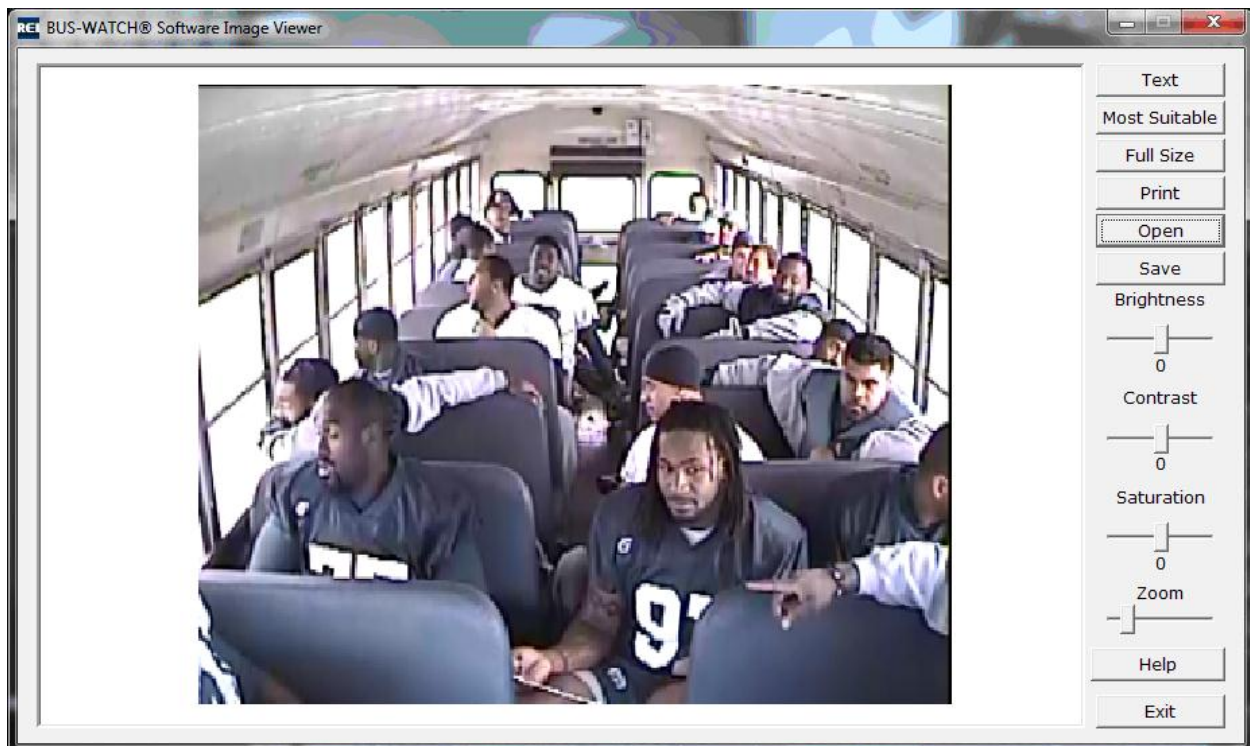 REI BUS-WATCH® Software Image Viewer
Text
Most Suitable
Full Size
Print
Open
Save
Brightness
0
Contrast
0
Saturation
0
Zoom
Help
Exit